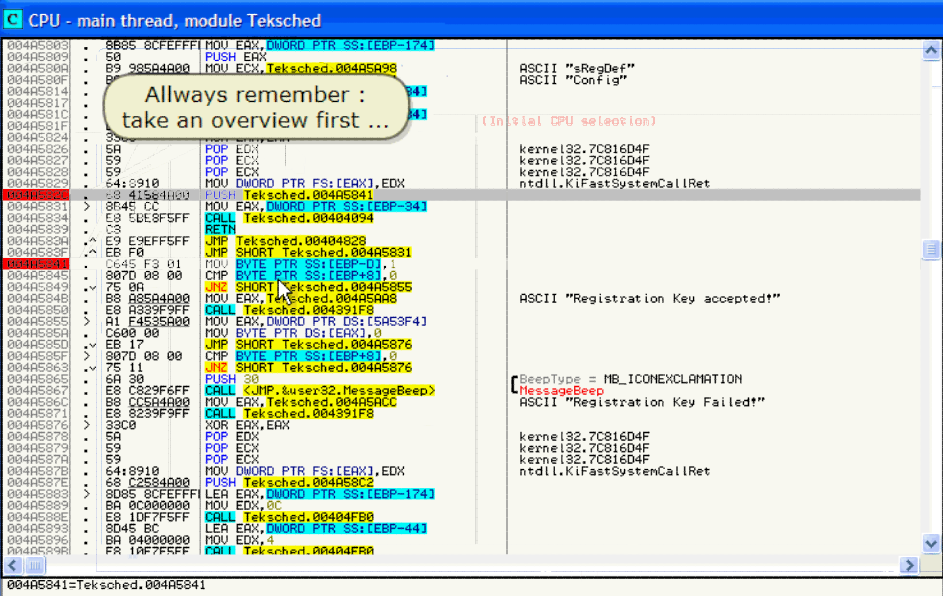 C CPU - main thread, module Teksched
004A5803 . 8B85 8CFEFFFF MOV EAX,DWORD PTR SS:[EBP-174]
004A5809 . 50 PUSH EAX
004A580A . B9 985A4A00 MOV ECX,Teksched.004A5A98 ASCII "sRegDef"
004A580F . ASCII "Config"
004A5814 .
004A5817 .
004A581C .
004A581F .
Allways remember :
take an overview first ...
(Initial CPU selection)
004A5824 . 33C0
004A5826 . 5A POP EDX kernel32.7C816D4F
004A5827 . 59 POP ECX kernel32.7C816D4F
004A5828 . 59 POP ECX kernel32.7C816D4F
004A5829 . 64:8910 MOV DWORD PTR FS:[EAX],EDX ntdll.KiFastSystemCallRet
68 41584A00 PUSH Teksched.004A5841
004A5831 > 8B45 CC MOV EAX,DWORD PTR SS:[EBP-34]
004A5834 . E8 5BE8F5FF CALL Teksched.00404094
004A5839 . C3 RETN
004A583A .^ E9 E9EFF5FF JMP Teksched.00404828
004A583F .^ EB F0 JMP SHORT Teksched.004A5831
004A5841 . C645 F3 01 MOV BYTE PTR SS:[EBP-D],1
004A5845 . 807D 08 00 CMP BYTE PTR SS:[EBP+8],0
004A5849 .v 75 0A JNZ SHORT Teksched.004A5855
004A584B . B8 A85A4A00 MOV EAX,Teksched.004A5AA8 ASCII "Registration Key accepted!"
004A5850 . E8 A339F9FF CALL Teksched.004391F8
004A5855 > A1 F4535A00 MOV EAX,DWORD PTR DS:[5A53F4]
004A585A . C600 00 MOV BYTE PTR DS:[EAX],0
004A585D .v EB 17 JMP SHORT Teksched.004A5876
004A585F > 807D 08 00 CMP BYTE PTR SS:[EBP+8],0
004A5863 .v 75 11 JNZ SHORT Teksched.004A5876
004A5865 . 6A 30 PUSH 30 BeepType = MB_ICONEXCLAMATION
004A5867 . E8 C829F6FF CALL <JMP.&user32.MessageBeep> MessageBeep
004A586C . B8 CC5A4A00 MOV EAX,Teksched.004A5ACC ASCII "Registration Key Failed!"
004A5871 . E8 8239F9FF CALL Teksched.004391F8
004A5876 > 33C0 XOR EAX,EAX
004A5878 . 5A POP EDX kernel32.7C816D4F
004A5879 . 59 POP ECX kernel32.7C816D4F
004A587A . 59 POP ECX kernel32.7C816D4F
004A587B . 64:8910 MOV DWORD PTR FS:[EAX],EDX ntdll.KiFastSystemCallRet
004A587E . 68 C2584A00 PUSH Teksched.004A58C2
004A5883 > 8D85 8CFEFFFF LEA EAX,DWORD PTR SS:[EBP-174]
004A5889 . BA 0C000000 MOV EDX,0C
004A588E . E8 1DF7F5FF CALL Teksched.00404FB0
004A5893 . 8D45 BC LEA EAX,DWORD PTR SS:[EBP-44]
004A5896 . BA 04000000 MOV EDX,4
004A589B . E8 10F7F5FF CALL Teksched.00404FB0
004A5841=Teksched.004A5841